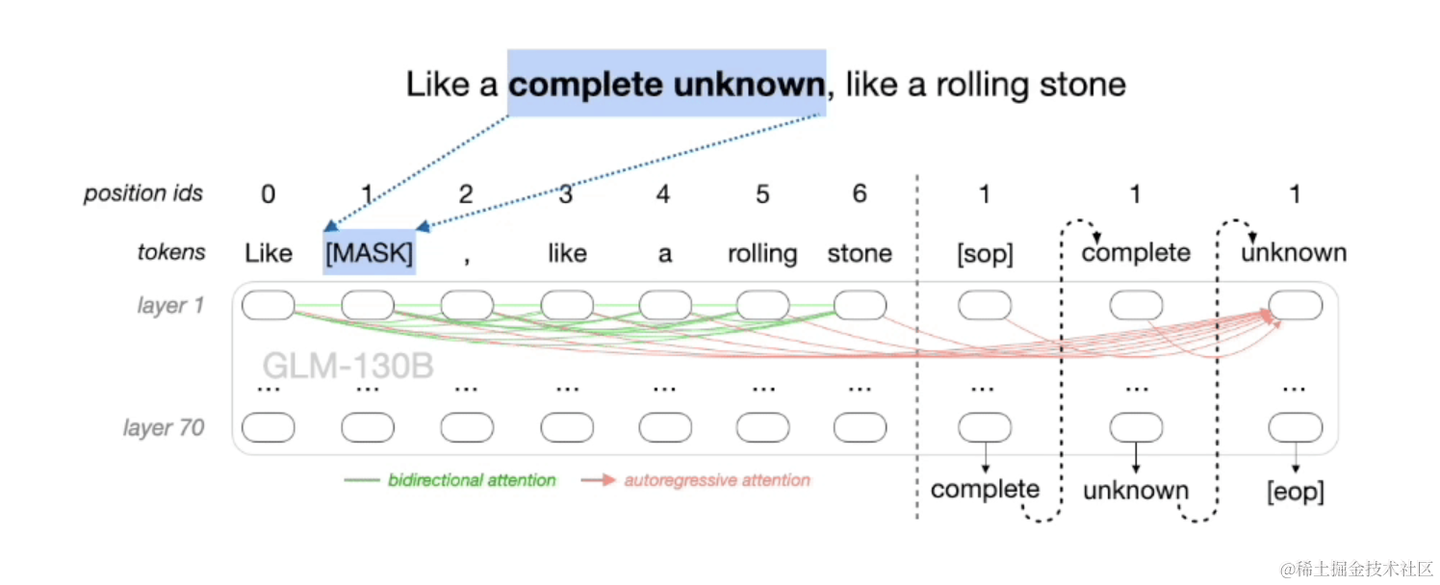 Like a complete unknown, like a rolling stone
position ids 0 1 2 3 4 5 6 1 1 1
tokens Like [MASK] , like a rolling stone [sop] complete unknown
layer 1
GLM-130B
... ... ... ... ... ... ... ... ... ...
layer 70
bidirectional attention autoregressive attention
complete unknown [eop]
@稀土掘金技术社区